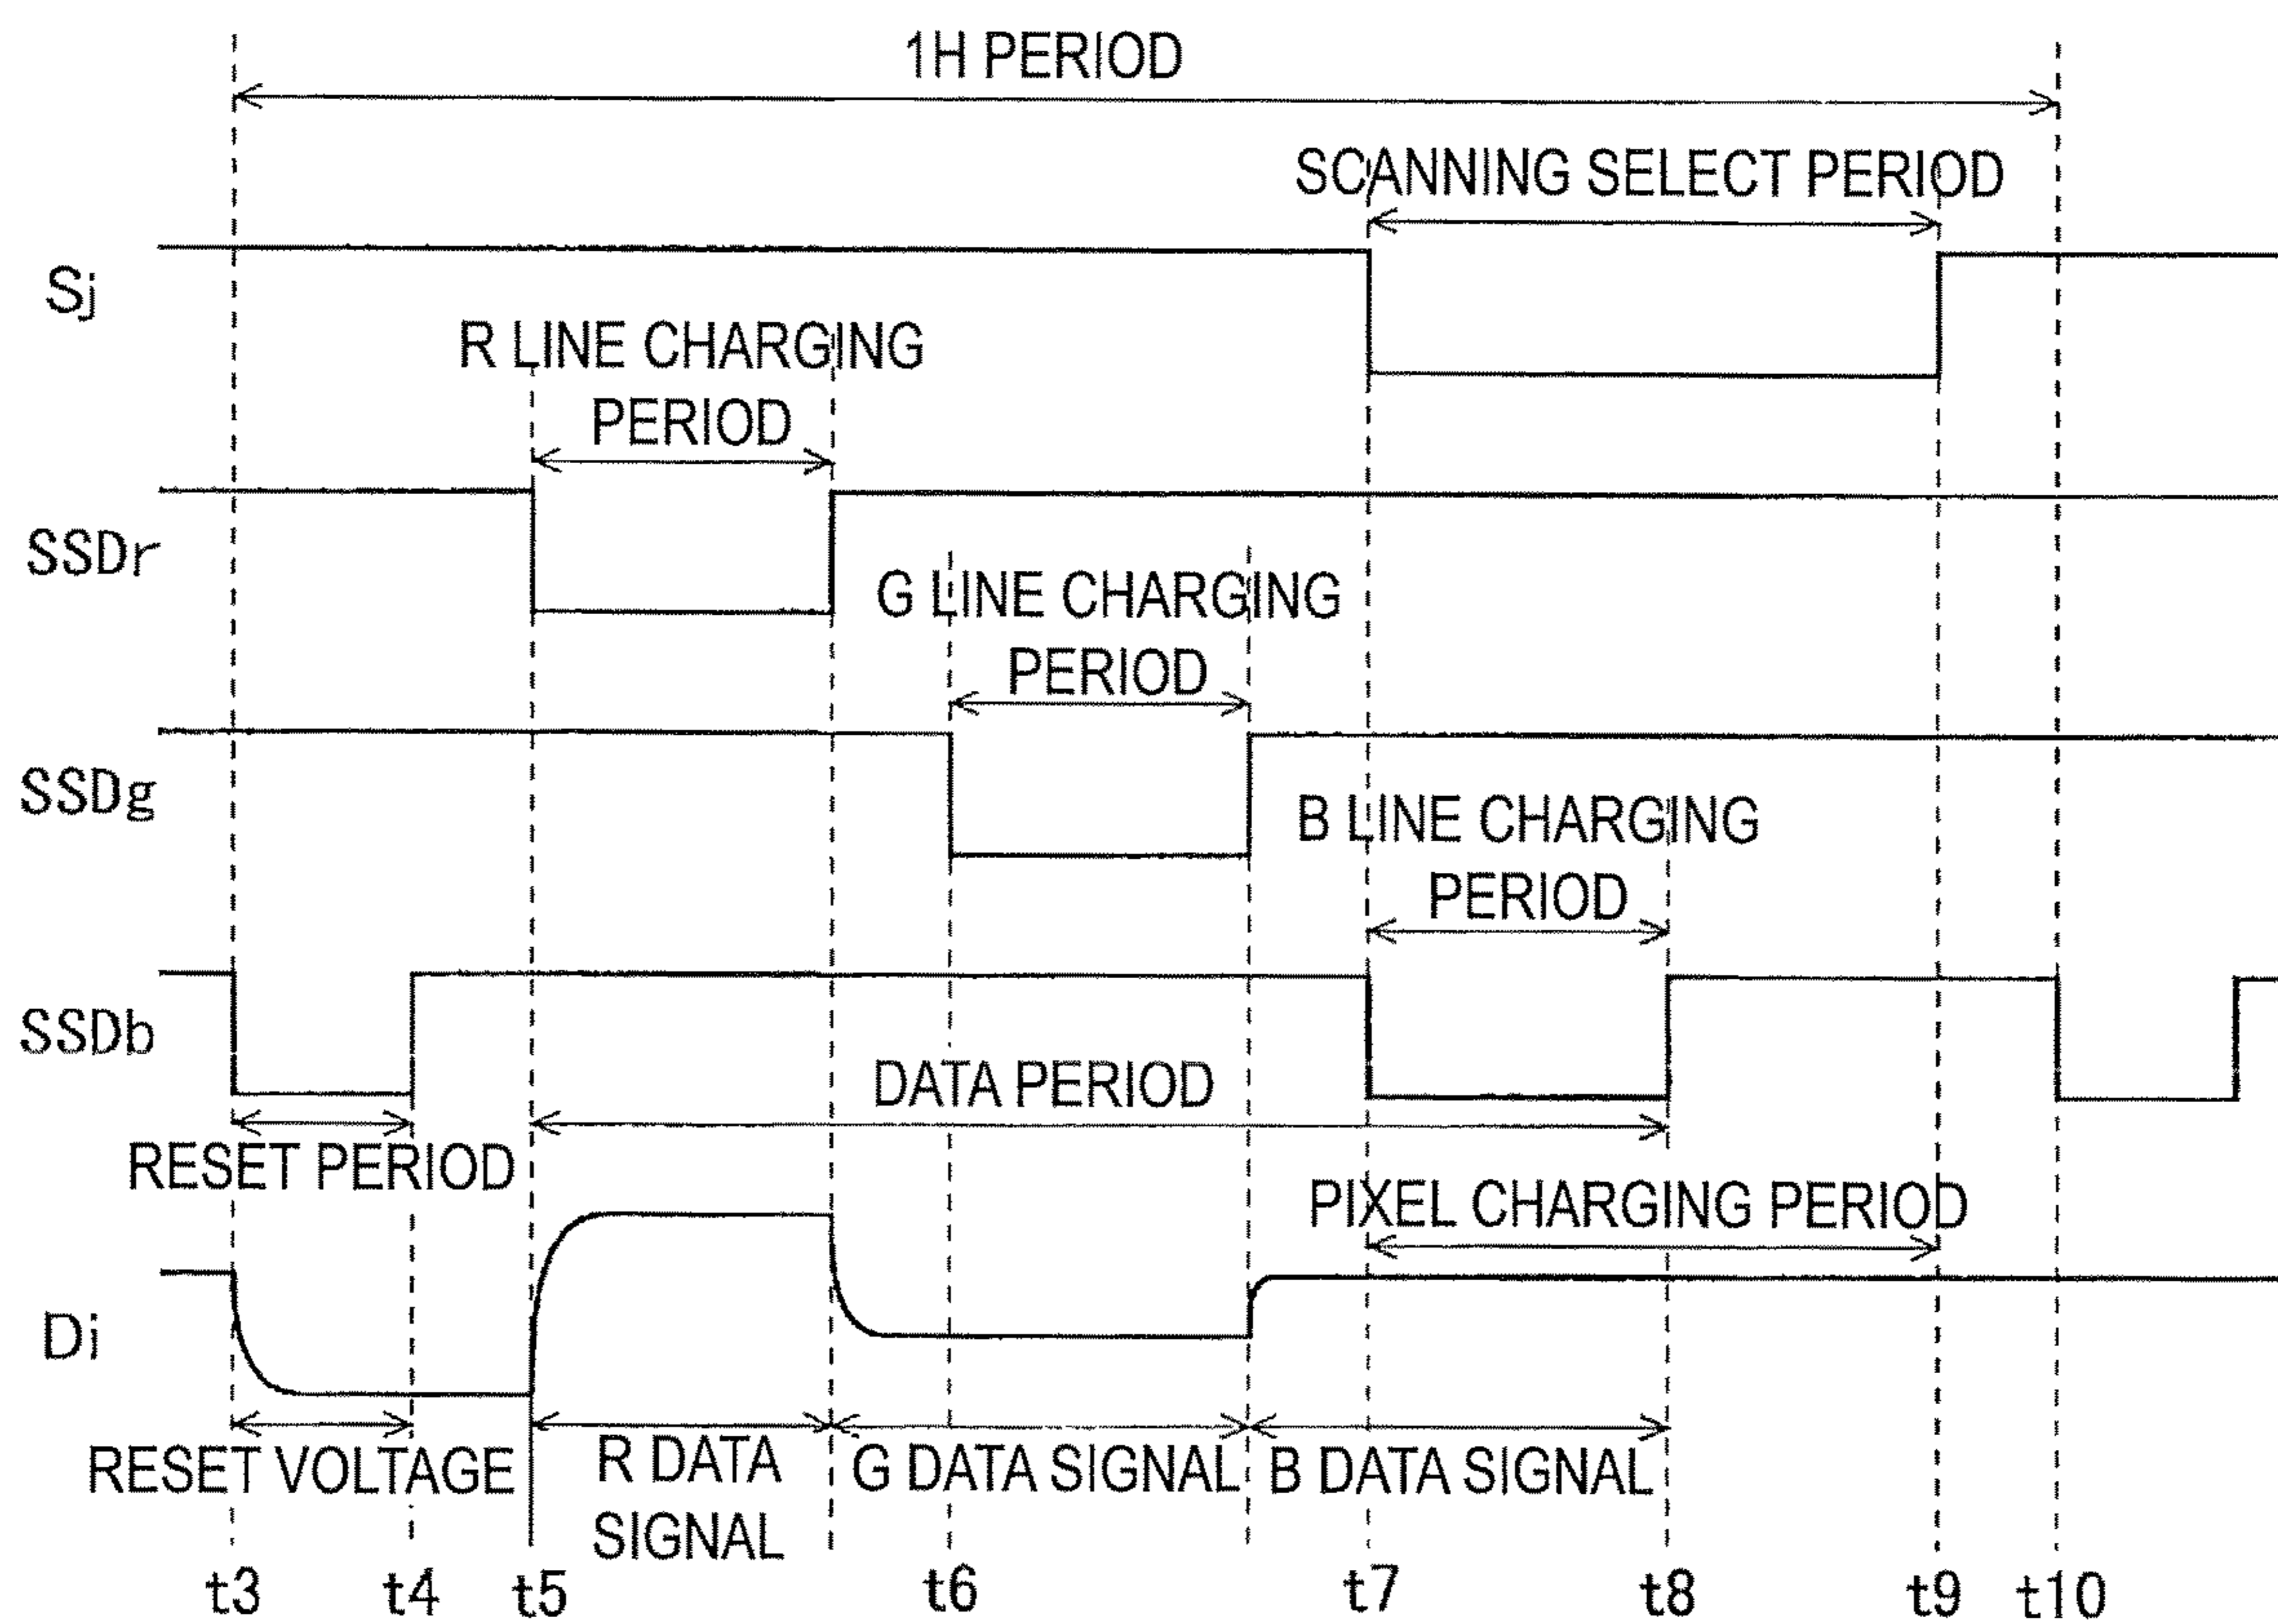 1H PERIOD
SCANNING SELECT PERIOD
Sj
R LINE CHARGING
PERIOD
SSDr
G LINE CHARGING
PERIOD
SSDg
B LINE CHARGING
PERIOD
SSDb
DATA PERIOD
RESET PERIOD
PIXEL CHARGING PERIOD
Di
RESET VOLTAGE
R DATA
SIGNAL
G DATA SIGNAL
B DATA SIGNAL
t3 t4 t5 t6 t7 t8 t9 t10